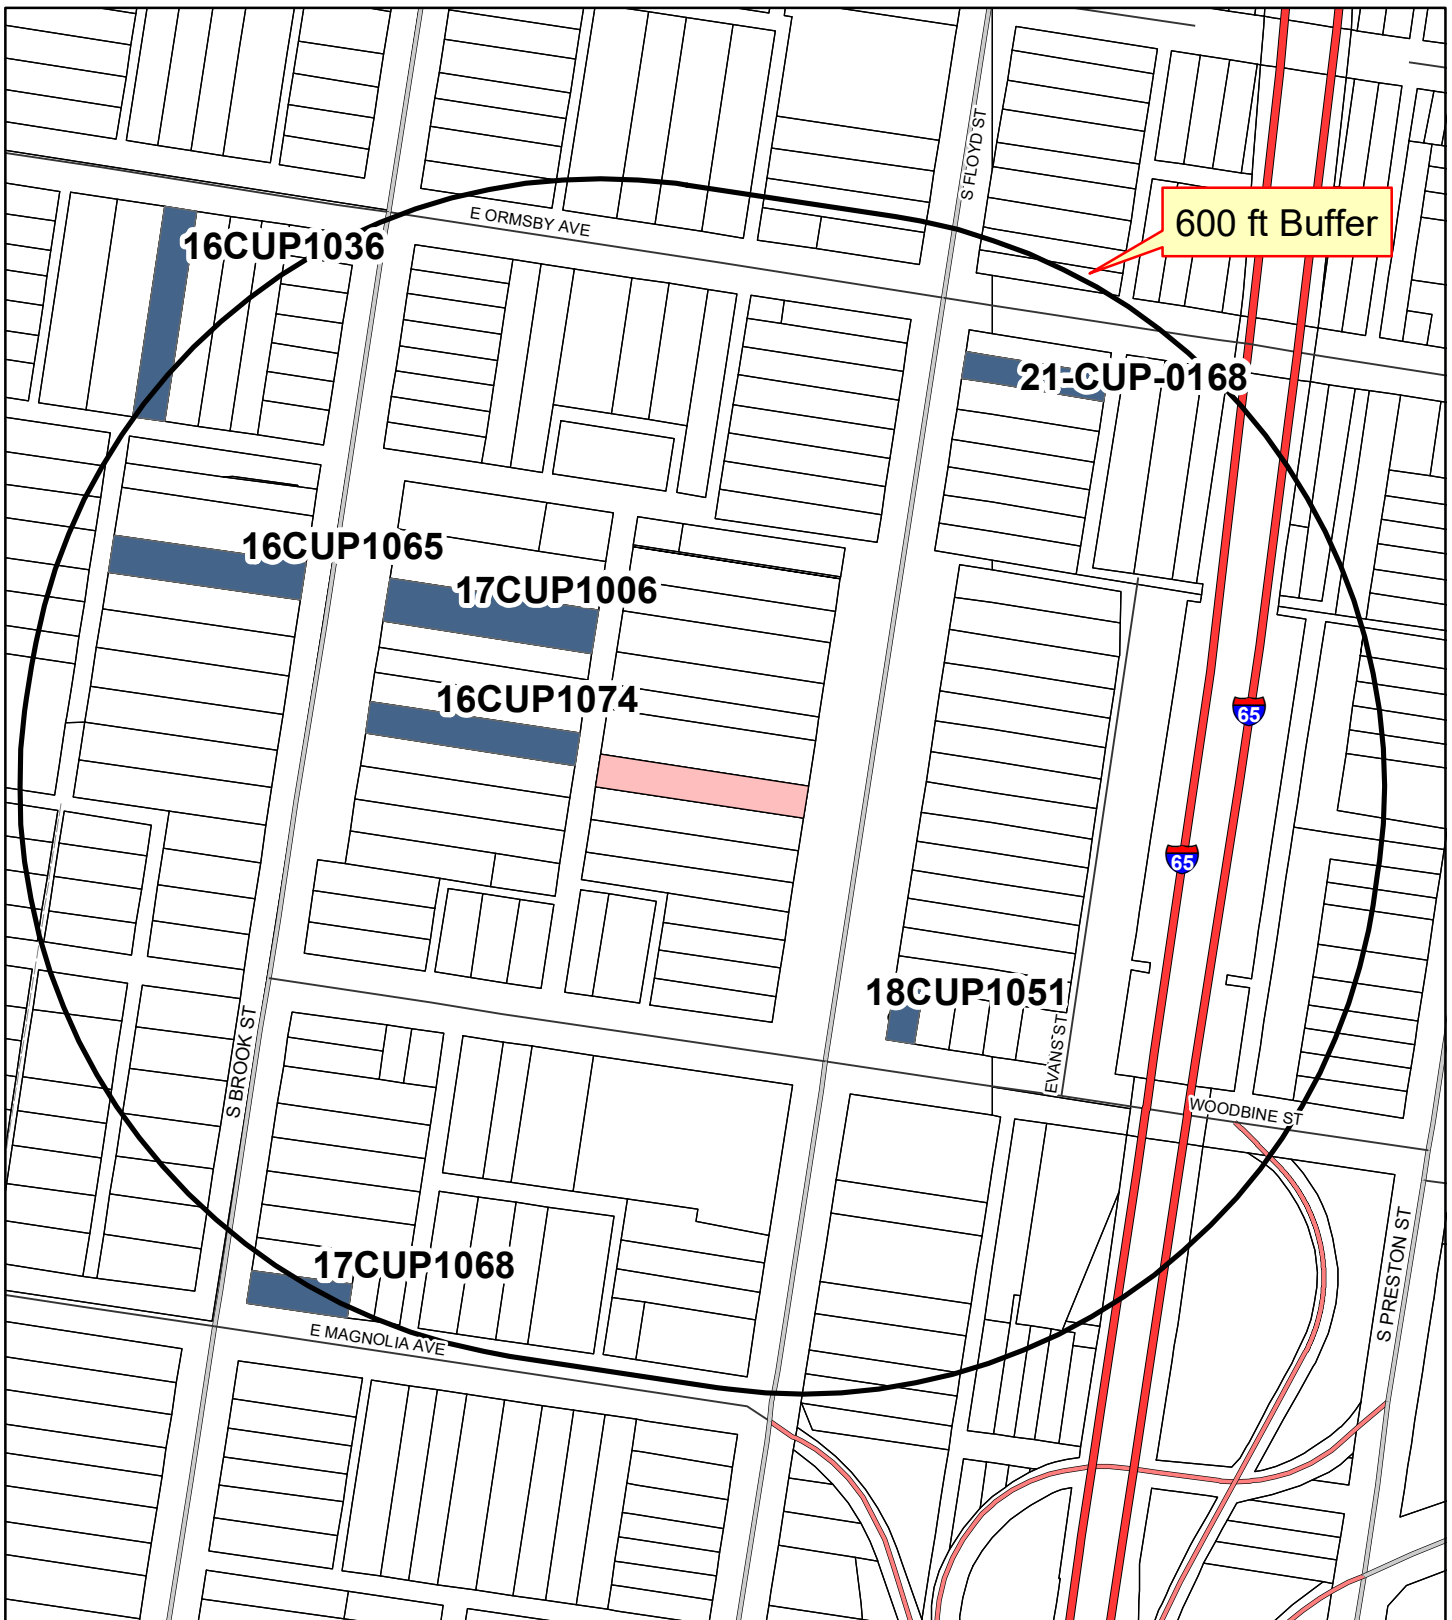 S FLOYD ST
E ORMSBY AVE
600 ft Buffer
16CUP1036
21-CUP-0168
16CUP1065
17CUP1006
16CUP1074
65
65
18CUP1051
EVANS ST
S BROOK ST
WOODBINE ST
S PRESTON ST
17CUP1068
E MAGNOLIA AVE